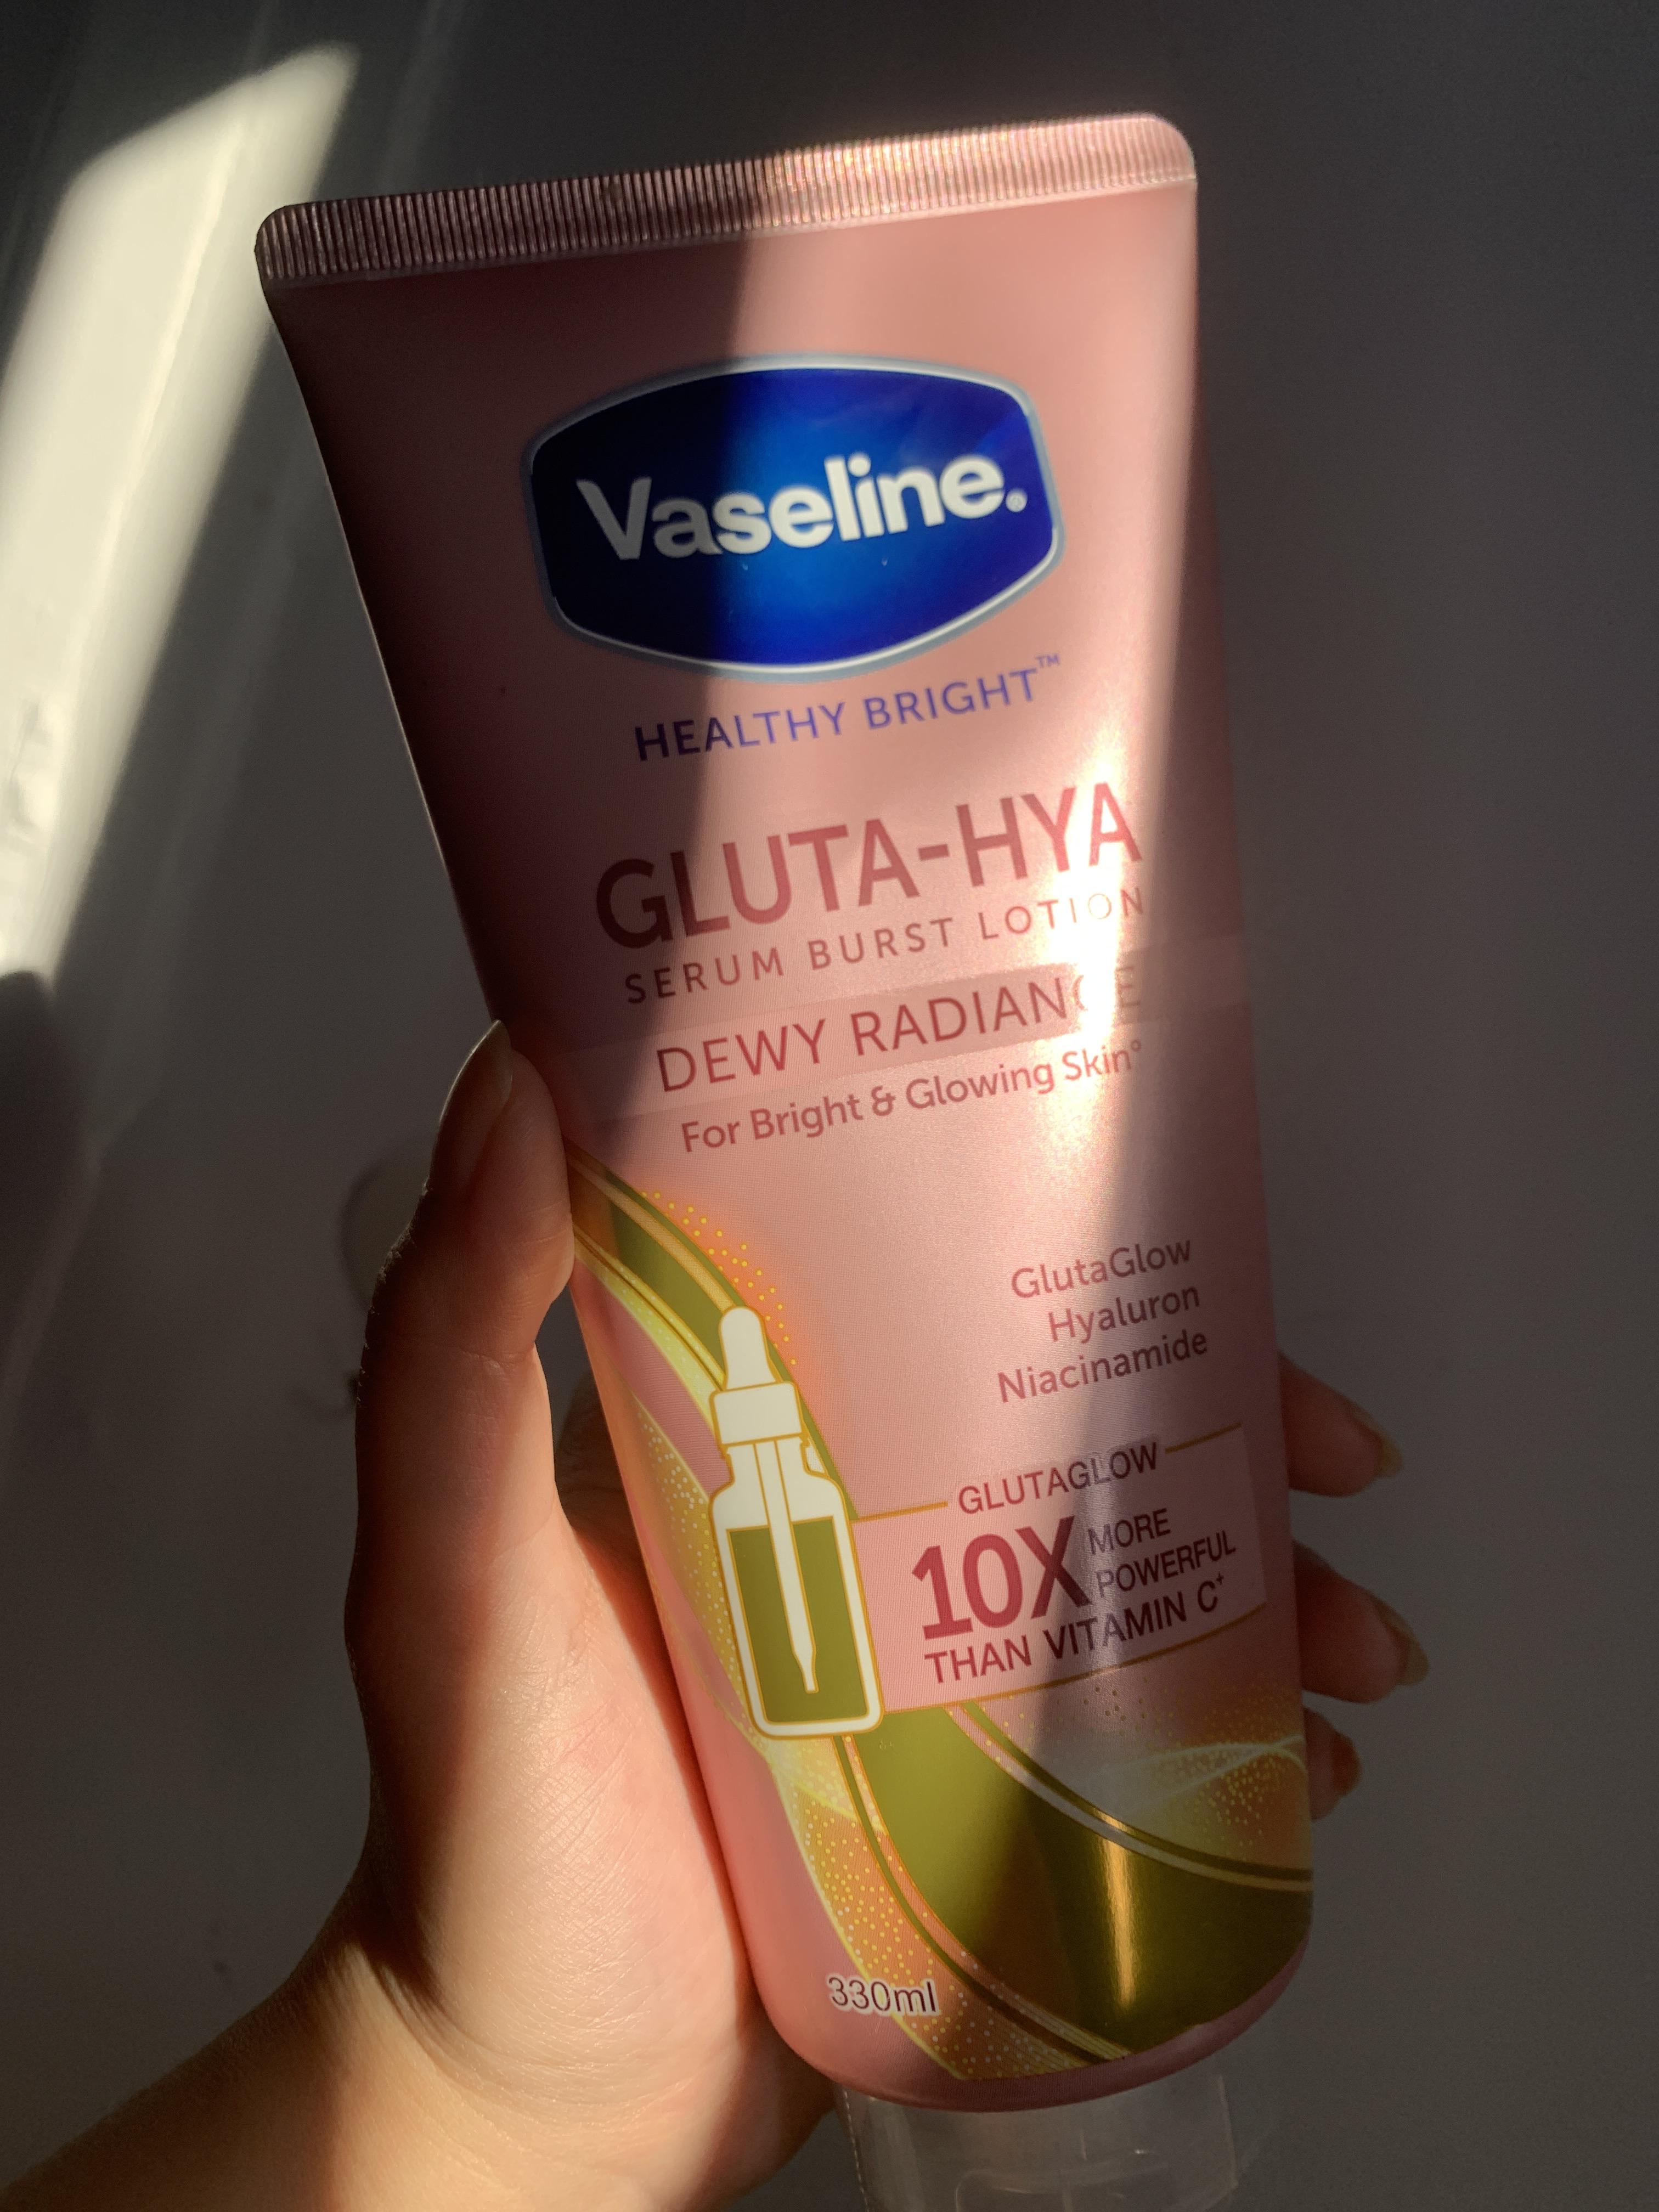 Vaseline.®
HEALTHY BRIGHT™
GLUTA-HYA
SERUM BURST LOTION
DEWY RADIANCE
For Bright & Glowing Skin°
GlutaGlow
Hyaluron
Niacinamide
GLUTAGLOW
10X MORE
POWERFUL
THAN VITAMIN C⁺
330ml